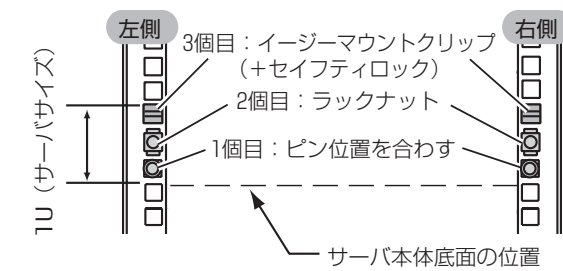 左側
右側
3個目：イージーマウントクリップ
（＋セイフティロック）
2個目：ラックナット
1個目：ピン位置を合わす
1U（サーバサイズ）
サーバ本体底面の位置